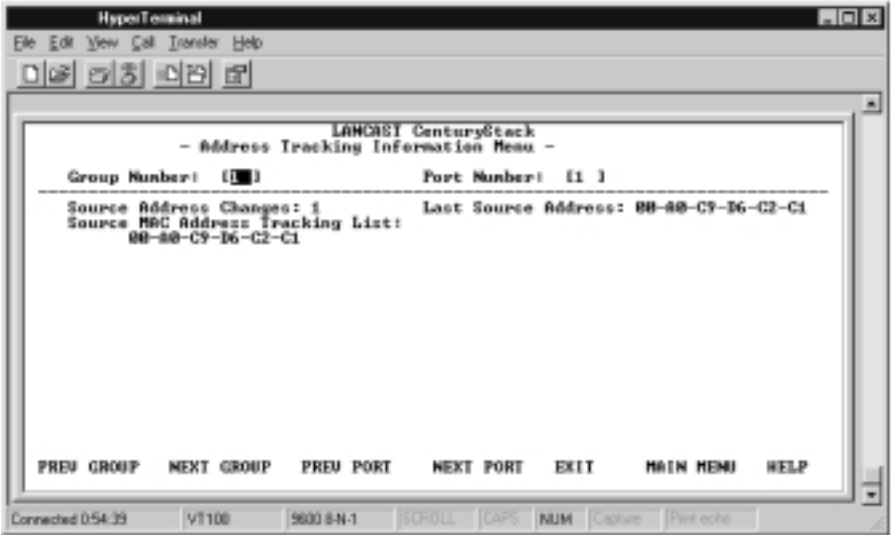 HyperTerminal
File Edit View Call Transfer Help
LANCAST CenturyStack
- Address Tracking Information Menu -
Group Number: [1 ] Port Number: [1 ]
Source Address Changes: 1 Last Source Address: 00-A0-C9-D6-C2-C1
Source MAC Address Tracking List:
00-A0-C9-D6-C2-C1
PREV GROUP NEXT GROUP PREV PORT NEXT PORT EXIT MAIN MENU HELP
Connected 0:54:39 VT100 9600 8-N-1 SCROLL CAPS NUM Capture Print echo